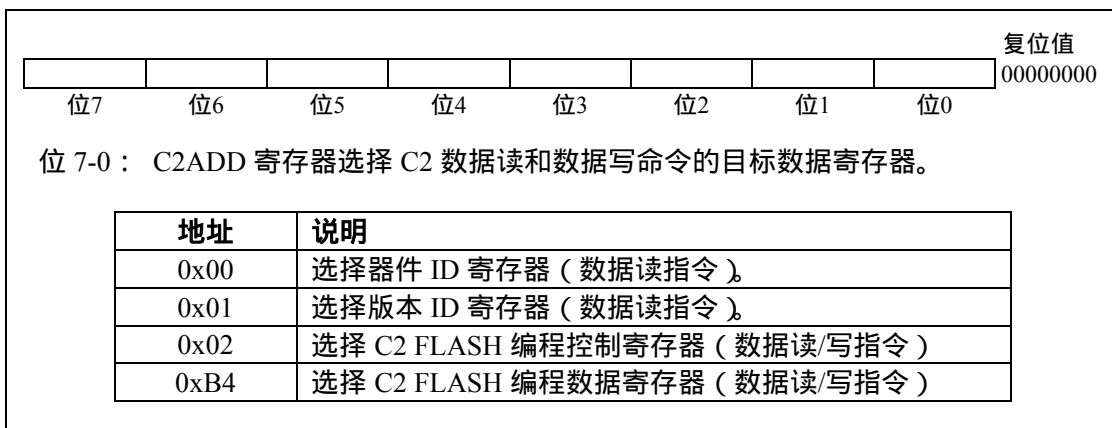 复位值
00000000
位7 位6 位5 位4 位3 位2 位1 位0
位 7-0： C2ADD 寄存器选择 C2 数据读和数据写命令的目标数据寄存器。
地址 说明
0x00 选择器件 ID 寄存器（数据读指令）。
0x01 选择版本 ID 寄存器（数据读指令）。
0x02 选择 C2 FLASH 编程控制寄存器（数据读/写指令）
0xB4 选择 C2 FLASH 编程数据寄存器（数据读/写指令）